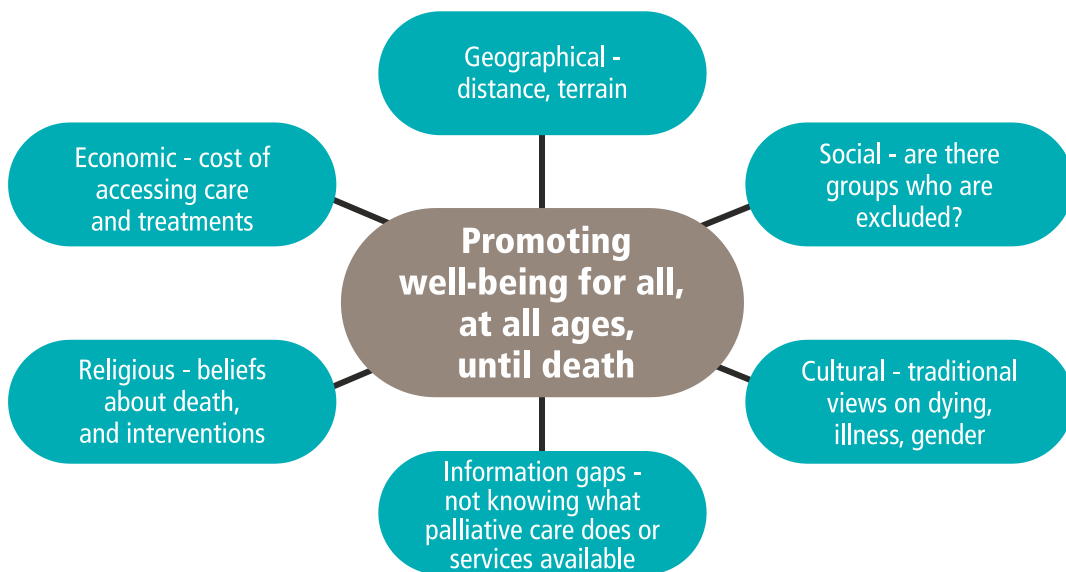 Geographical -
distance, terrain
Economic - cost of
accessing care
and treatments
Social - are there
groups who are
excluded?
Promoting
well-being for all,
at all ages,
until death
Religious - beliefs
about death,
and interventions
Cultural - traditional
views on dying,
illness, gender
Information gaps -
not knowing what
palliative care does or
services available